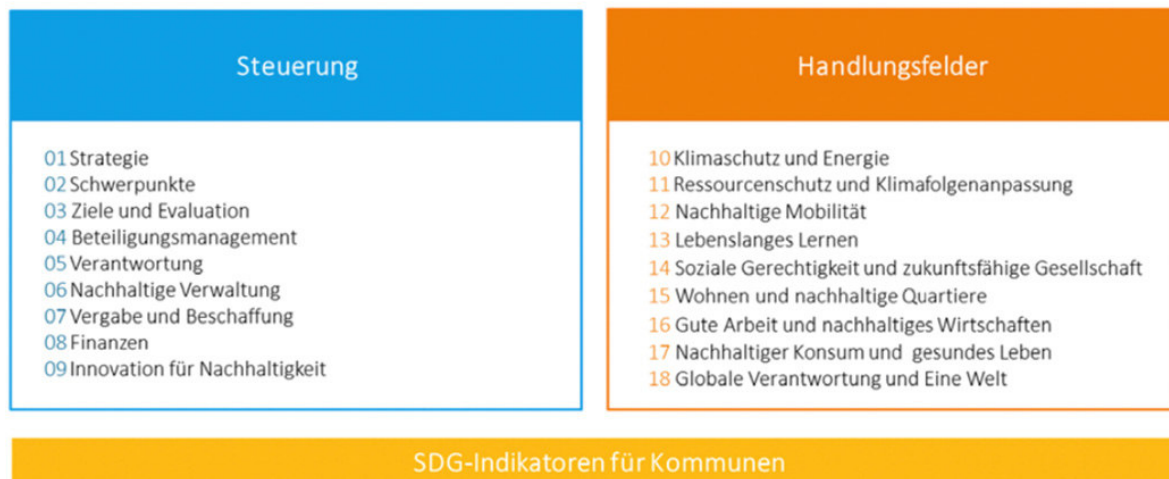 Steuerung
01 Strategie
02 Schwerpunkte
03 Ziele und Evaluation
04 Beteiligungsmanagement
05 Verantwortung
06 Nachhaltige Verwaltung
07 Vergabe und Beschaffung
08 Finanzen
09 Innovation für Nachhaltigkeit
Handlungsfelder
10 Klimaschutz und Energie
11 Ressourcenschutz und Klimafolgenanpassung
12 Nachhaltige Mobilität
13 Lebenslanges Lernen
14 Soziale Gerechtigkeit und zukunftsfähige Gesellschaft
15 Wohnen und nachhaltige Quartiere
16 Gute Arbeit und nachhaltiges Wirtschaften
17 Nachhaltiger Konsum und gesundes Leben
18 Globale Verantwortung und Eine Welt
SDG-Indikatoren für Kommunen